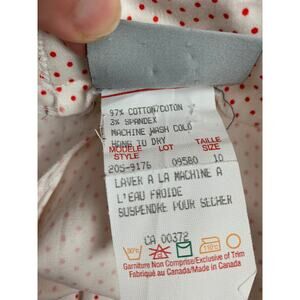 97% COTTON/COTON
3% SPANDEX
MACHINE WASH COLD
HANG TO DRY
MODELE LOT TAILLE
STYLE SIZE
20S-9176 09580 10
LAVER A LA MACHINE A
L'EAU FROIDE
SUSPENDRE POUR SECHER
CA 00372
Garniture Non Comprise/Exclusive of Trim
Fabriqué au Canada/Made in Canada